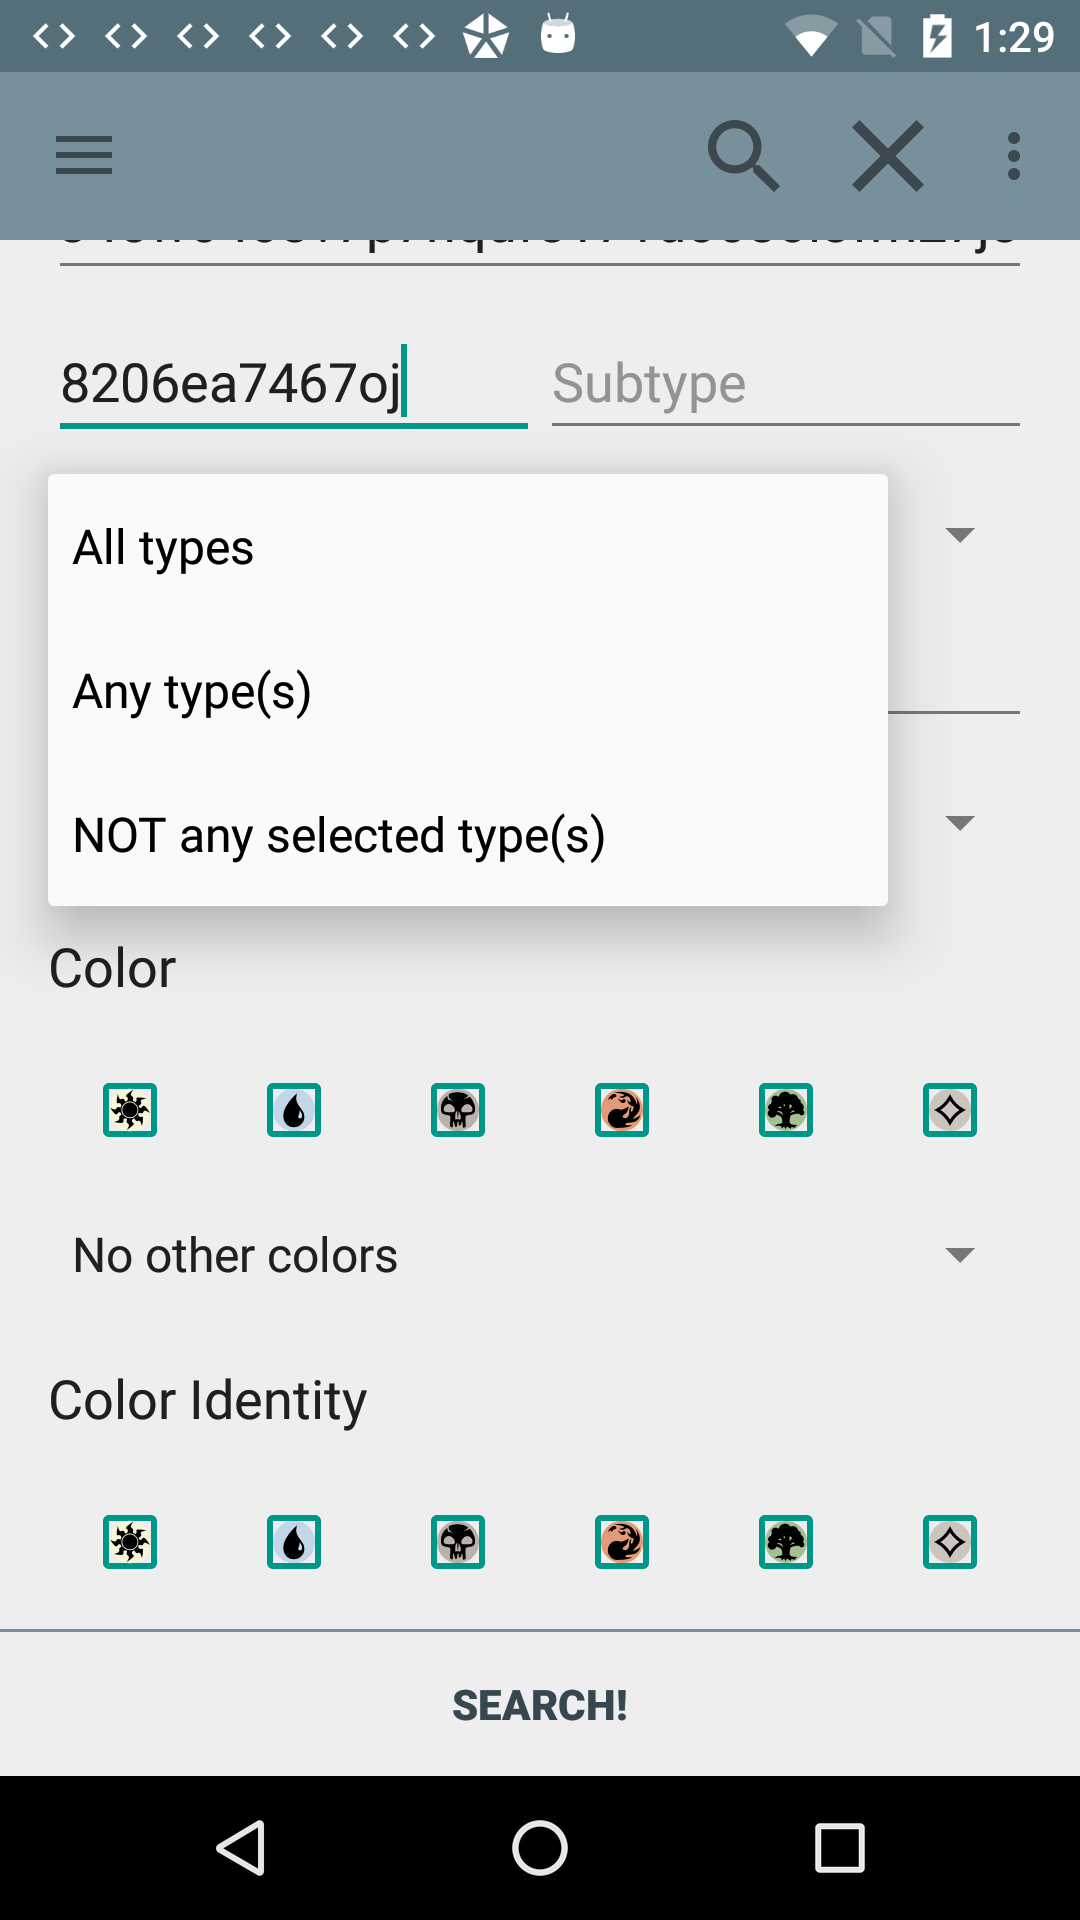 1:29
8206ea7467oj
Subtype
All types
Any type(s)
NOT any selected type(s)
Color
No other colors
Color Identity
SEARCH!